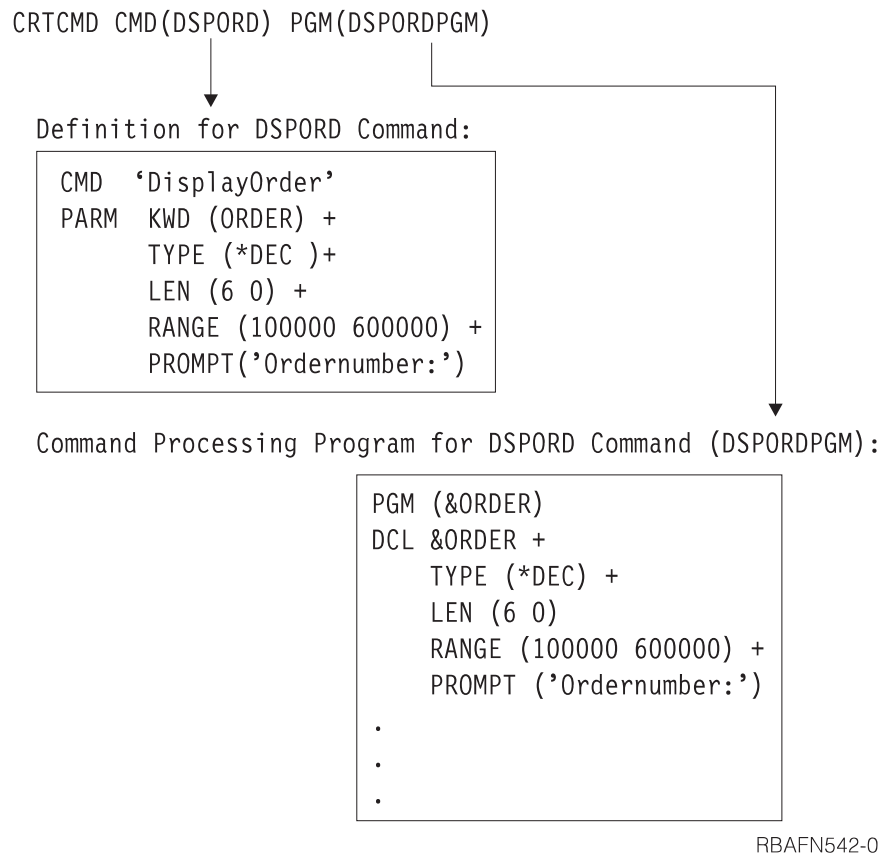 CRTCMD CMD(DSPORD) PGM(DSPORDPGM)
Definition for DSPORD Command:
CMD ‘DisplayOrder’
PARM KWD (ORDER) +
TYPE (*DEC )+
LEN (6 0) +
RANGE (100000 600000) +
PROMPT(’Ordernumber:’)
Command Processing Program for DSPORD Command (DSPORDPGM):
PGM (&ORDER)
DCL &ORDER +
TYPE (*DEC) +
LEN (6 0)
RANGE (100000 600000) +
PROMPT (’Ordernumber:’)
.
.
.
RBAFN542-0